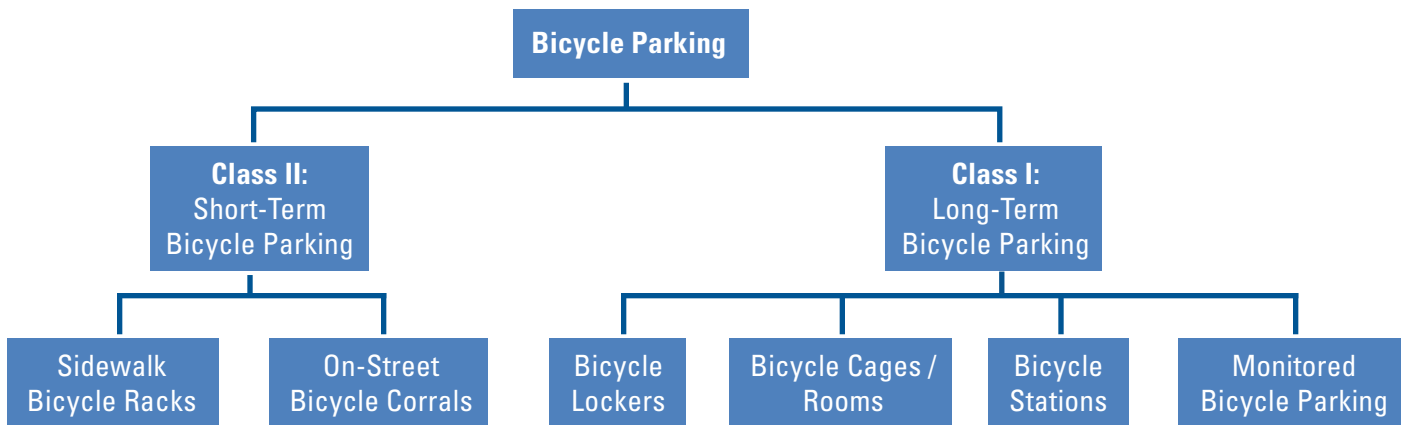 Bicycle Parking
Class II:
Short-Term
Bicycle Parking
Class I:
Long-Term
Bicycle Parking
Sidewalk
Bicycle Racks
On-Street
Bicycle Corrals
Bicycle
Lockers
Bicycle Cages /
Rooms
Bicycle
Stations
Monitored
Bicycle Parking